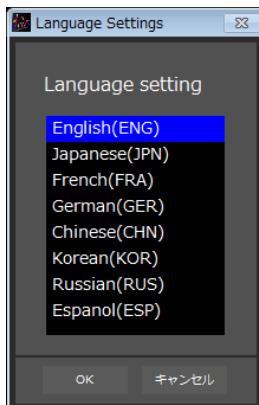 Language Settings
Language setting
English(ENG)
Japanese(JPN)
French(FRA)
German(GER)
Chinese(CHN)
Korean(KOR)
Russian(RUS)
Espanol(ESP)
OK キャンセル